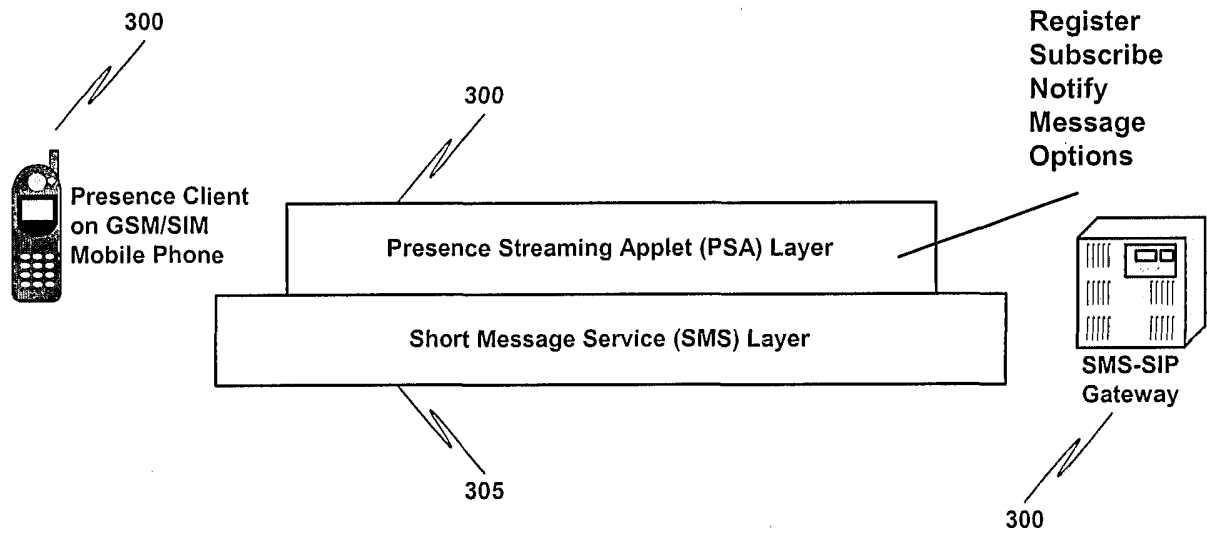 300
300
Register
Subscribe
Notify
Message
Options
Presence Client
on GSM/SIM
Mobile Phone
Presence Streaming Applet (PSA) Layer
Short Message Service (SMS) Layer
SMS-SIP
Gateway
305
300